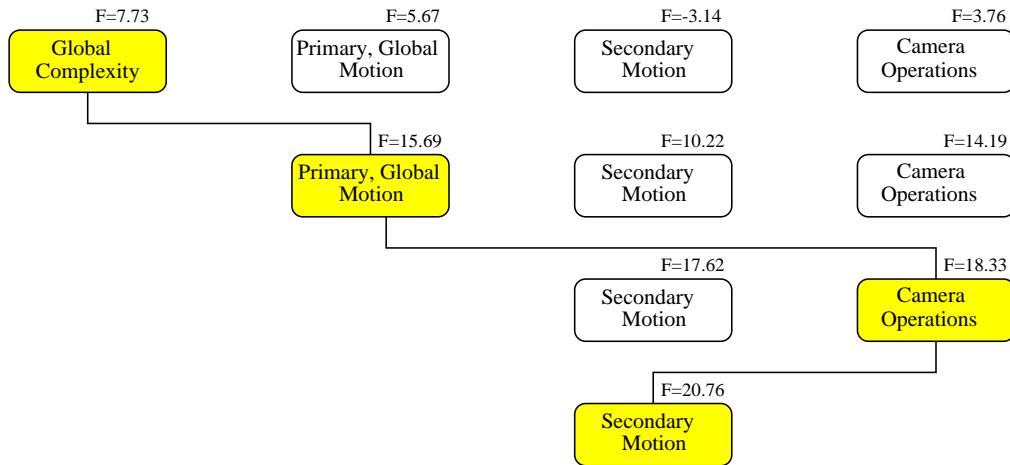 F=7.73
F=5.67
F=-3.14
F=3.76
Global
Complexity
Primary, Global
Motion
Secondary
Motion
Camera
Operations
F=15.69
F=10.22
F=14.19
Primary, Global
Motion
Secondary
Motion
Camera
Operations
F=17.62
F=18.33
Secondary
Motion
Camera
Operations
F=20.76
Secondary
Motion